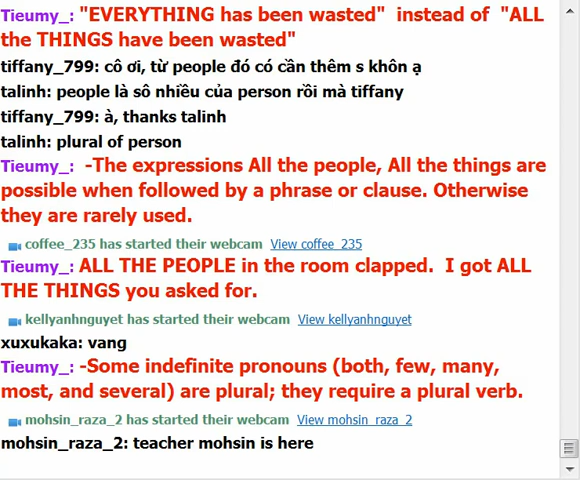 Tieumy_: "EVERYTHING has been wasted"  instead of  "ALL
the THINGS have been wasted"
tiffany_799: cô ơi, từ people đó có cần thêm s khôn ạ
talinh: people là sô nhiều của person rồi mà tiffany
tiffany_799: à, thanks talinh
talinh: plural of person
Tieumy_:  -The expressions All the people, All the things are
possible when followed by a phrase or clause. Otherwise
they are rarely used.
coffee_235 has started their webcam  View coffee_235
Tieumy_: ALL THE PEOPLE in the room clapped.  I got ALL
THE THINGS you asked for.
kellyanhnguyet has started their webcam  View kellyanhnguyet
xuxukaka: vang
Tieumy_: -Some indefinite pronouns (both, few, many,
most, and several) are plural; they require a plural verb.
mohsin_raza_2 has started their webcam  View mohsin_raza_2
mohsin_raza_2: teacher mohsin is here